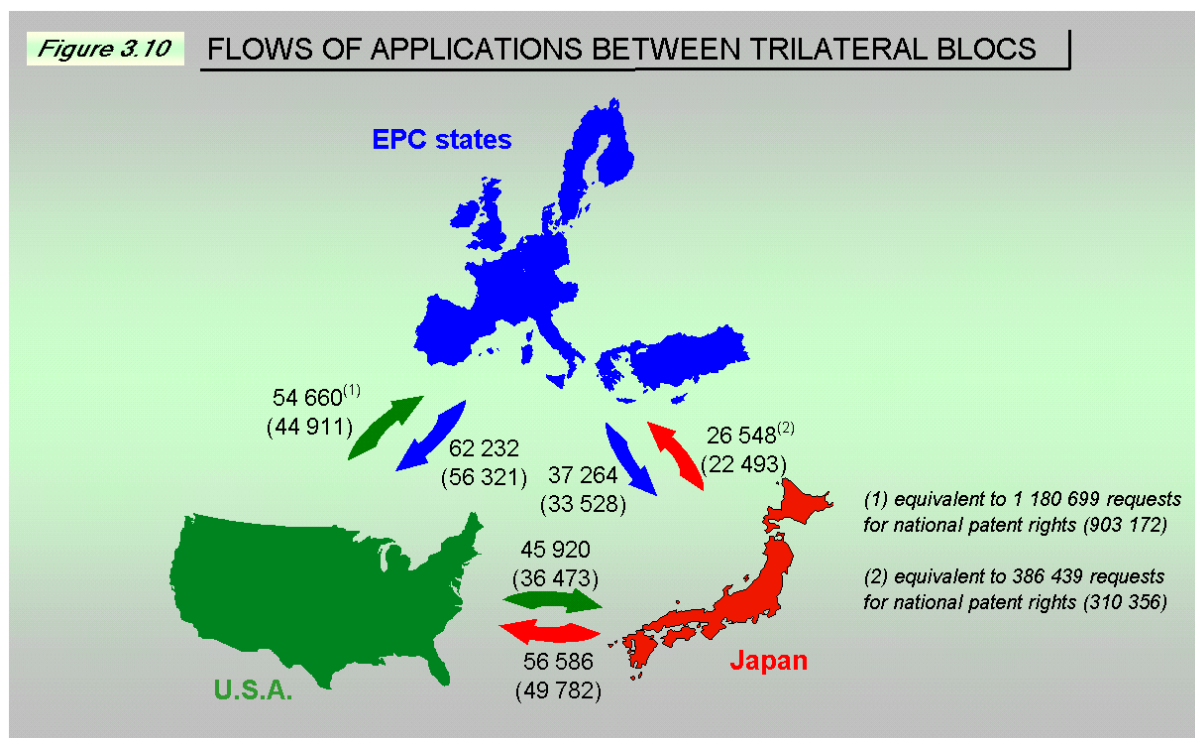 Figure 3.10
FLOWS OF APPLICATIONS BETWEEN TRILATERAL BLOCS
EPC states
54 660(1)
(44 911)
62 232
(56 321)
37 264
(33 528)
26 548(2)
(22 493)
(1) equivalent to 1 180 699 requests
for national patent rights (903 172)
(2) equivalent to 386 439 requests
for national patent rights (310 356)
45 920
(36 473)
56 586
(49 782)
U.S.A.
Japan